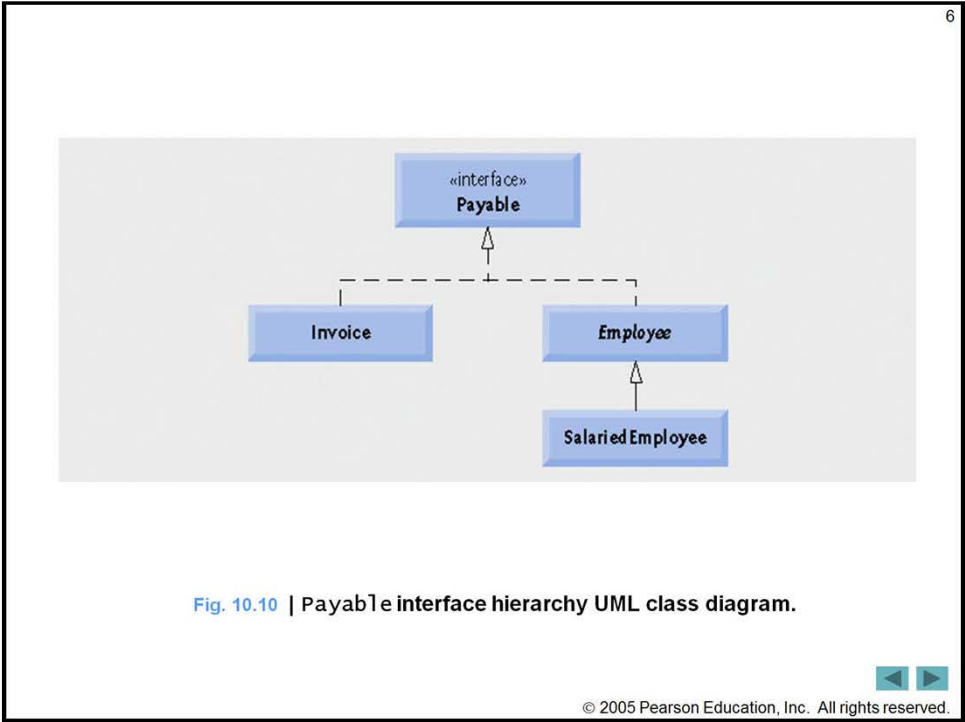 6
«interface»
Payable
Invoice
Employee
SalariedEmployee
Fig. 10.10 | Payable interface hierarchy UML class diagram.
© 2005 Pearson Education, Inc. All rights reserved.